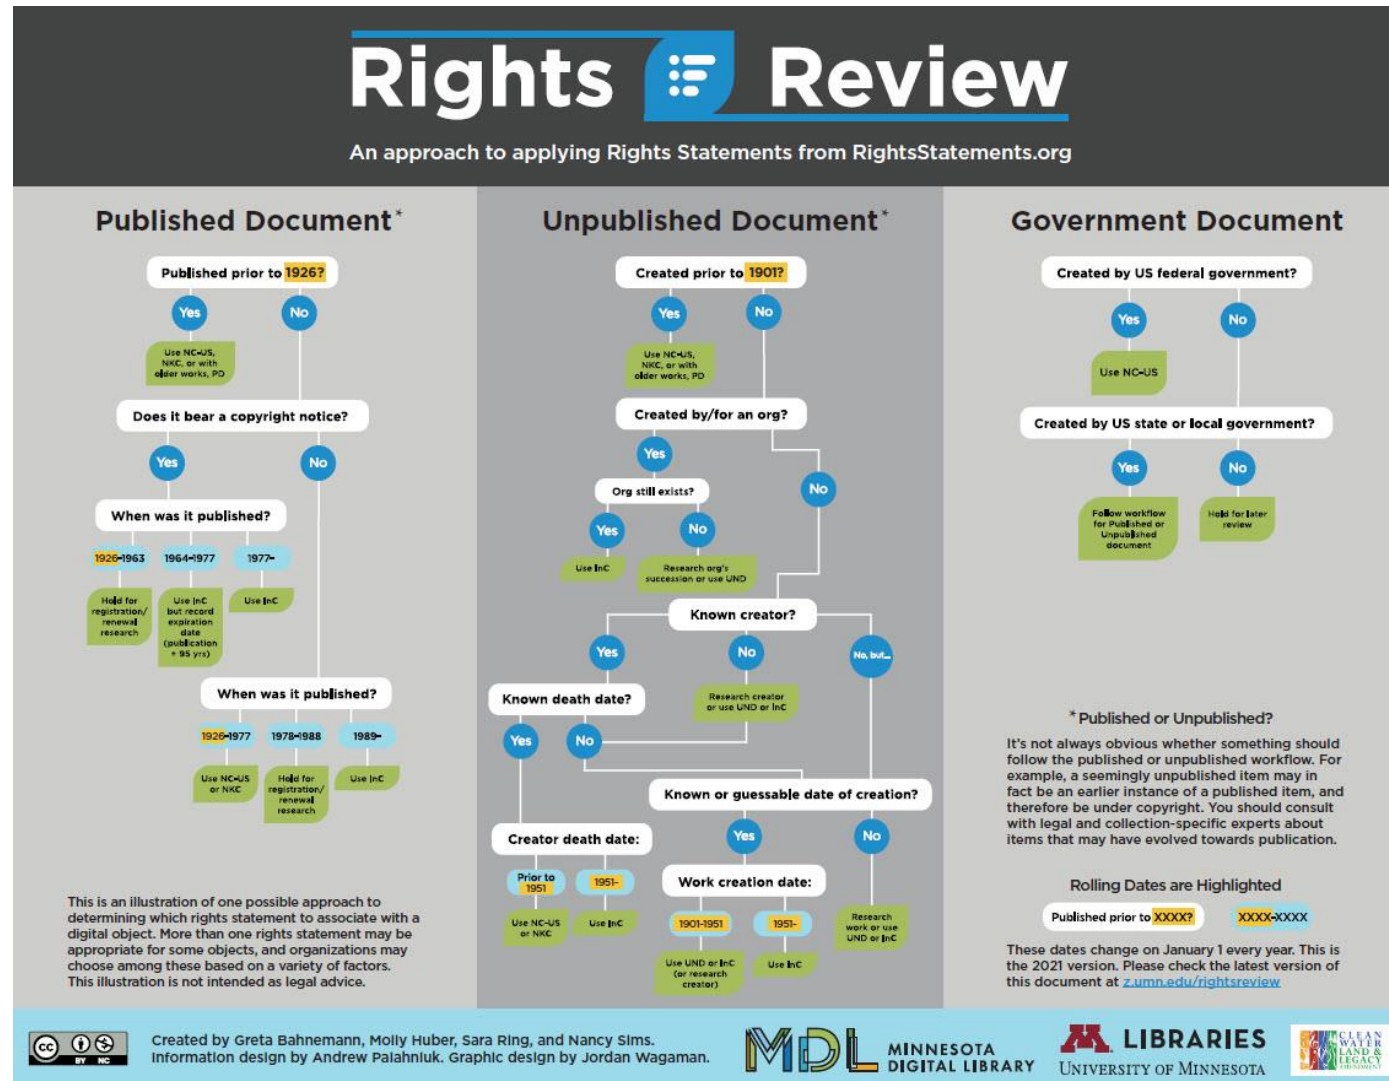 Rights Review
An approach to applying Rights Statements from RightsStatements.org
Published Document*
Published prior to 1926?
Yes
No
Use NC-US,
NKC, or with
older works, PD
Does it bear a copyright notice?
Yes
No
When was it published?
1926-1963
1964-1977
1977-
Hold for
registration/
renewal
research
Use InC
but record
expiration
date
(publication
+ 95 yrs)
Use InC
When was it published?
1926-1977
1978-1988
1989-
Use NC-US
or NKC
Hold for
registration/
renewal
research
Use InC
This is an illustration of one possible approach to
determining which rights statement to associate with a
digital object. More than one rights statement may be
appropriate for some objects, and organizations may
choose among these based on a variety of factors.
This illustration is not intended as legal advice.
Unpublished Document*
Created prior to 1901?
Yes
No
Use NC-US,
NKC, or with
older works, PD
Created by/for an org?
Yes
No
Org still exists?
Yes
No
Use InC
Research org's
succession or use UND
Known creator?
Yes
No
No, but...
Known death date?
Research creator
or use UND or InC
Yes
No
Known or guessable date of creation?
Yes
No
Creator death date:
Prior to
1951
1951-
Use NC-US
or NKC
Use InC
Work creation date:
1901-1951
1951-
Use UND or InC
(or research
creator)
Use InC
Research
work or use
UND or InC
Government Document
Created by US federal government?
Yes
No
Use NC-US
Created by US state or local government?
Yes
No
Follow workflow
for Published or
Unpublished
document
Hold for later
review
*Published or Unpublished?
It's not always obvious whether something should
follow the published or unpublished workflow. For
example, a seemingly unpublished item may in
fact be an earlier instance of a published item, and
therefore be under copyright. You should consult
with legal and collection-specific experts about
items that may have evolved towards publication.
Rolling Dates are Highlighted
Published prior to XXXX?
XXXX-XXXX
These dates change on January 1 every year. This is
the 2021 version. Please check the latest version of
this document at z.umn.edu/rightsreview
cc
BY NC
Created by Greta Bahnemann, Molly Huber, Sara Ring, and Nancy Sims.
Information design by Andrew Palahniuk. Graphic design by Jordan Wagaman.
MDL
MINNESOTA
DIGITAL LIBRARY
M LIBRARIES
UNIVERSITY OF MINNESOTA
CLEAN
WATER
LAND &
LEGACY
AMENDMENT